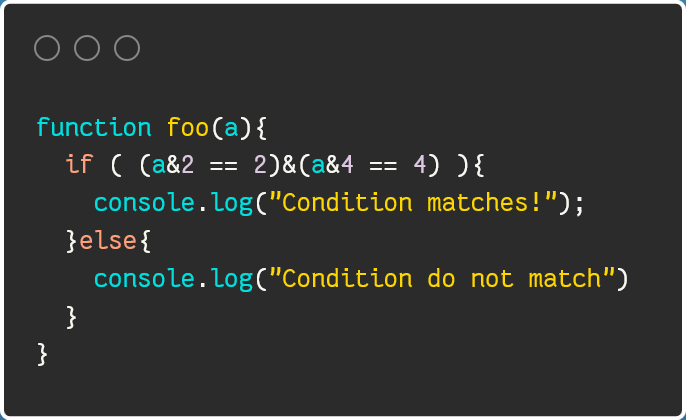 function foo(a){
  if ( (a&2 == 2)&(a&4 == 4) ){
    console.log("Condition matches!");
  }else{
    console.log("Condition do not match")
  }
}